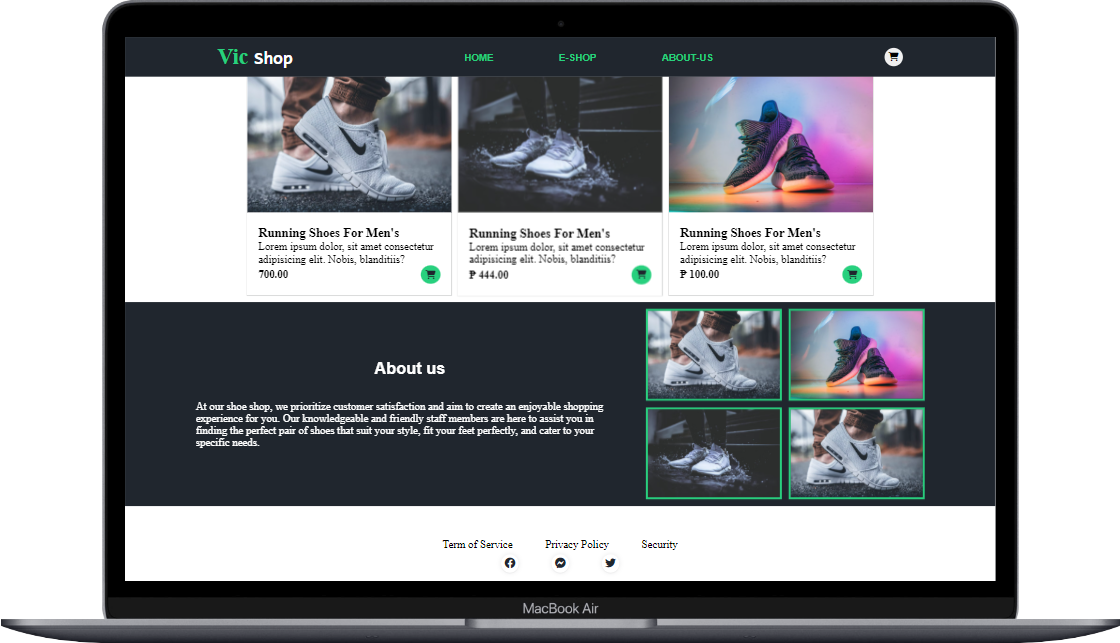 Vic Shop
HOME E-SHOP ABOUT-US
Running Shoes For Men's
Lorem ipsum dolor, sit amet consectetur
adipisicing elit. Nobis, blanditiis?
700.00
Running Shoes For Men's
Lorem ipsum dolor, sit amet consectetur
adipisicing elit. Nobis, blanditiis?
₱ 444.00
Running Shoes For Men's
Lorem ipsum dolor, sit amet consectetur
adipisicing elit. Nobis, blanditiis?
₱ 100.00
About us
At our shoe shop, we prioritize customer satisfaction and aim to create an enjoyable shopping
experience for you. Our knowledgeable and friendly staff members are here to assist you in
finding the perfect pair of shoes that suit your style, fit your feet perfectly, and cater to your
specific needs.
Term of Service Privacy Policy Security
MacBook Air